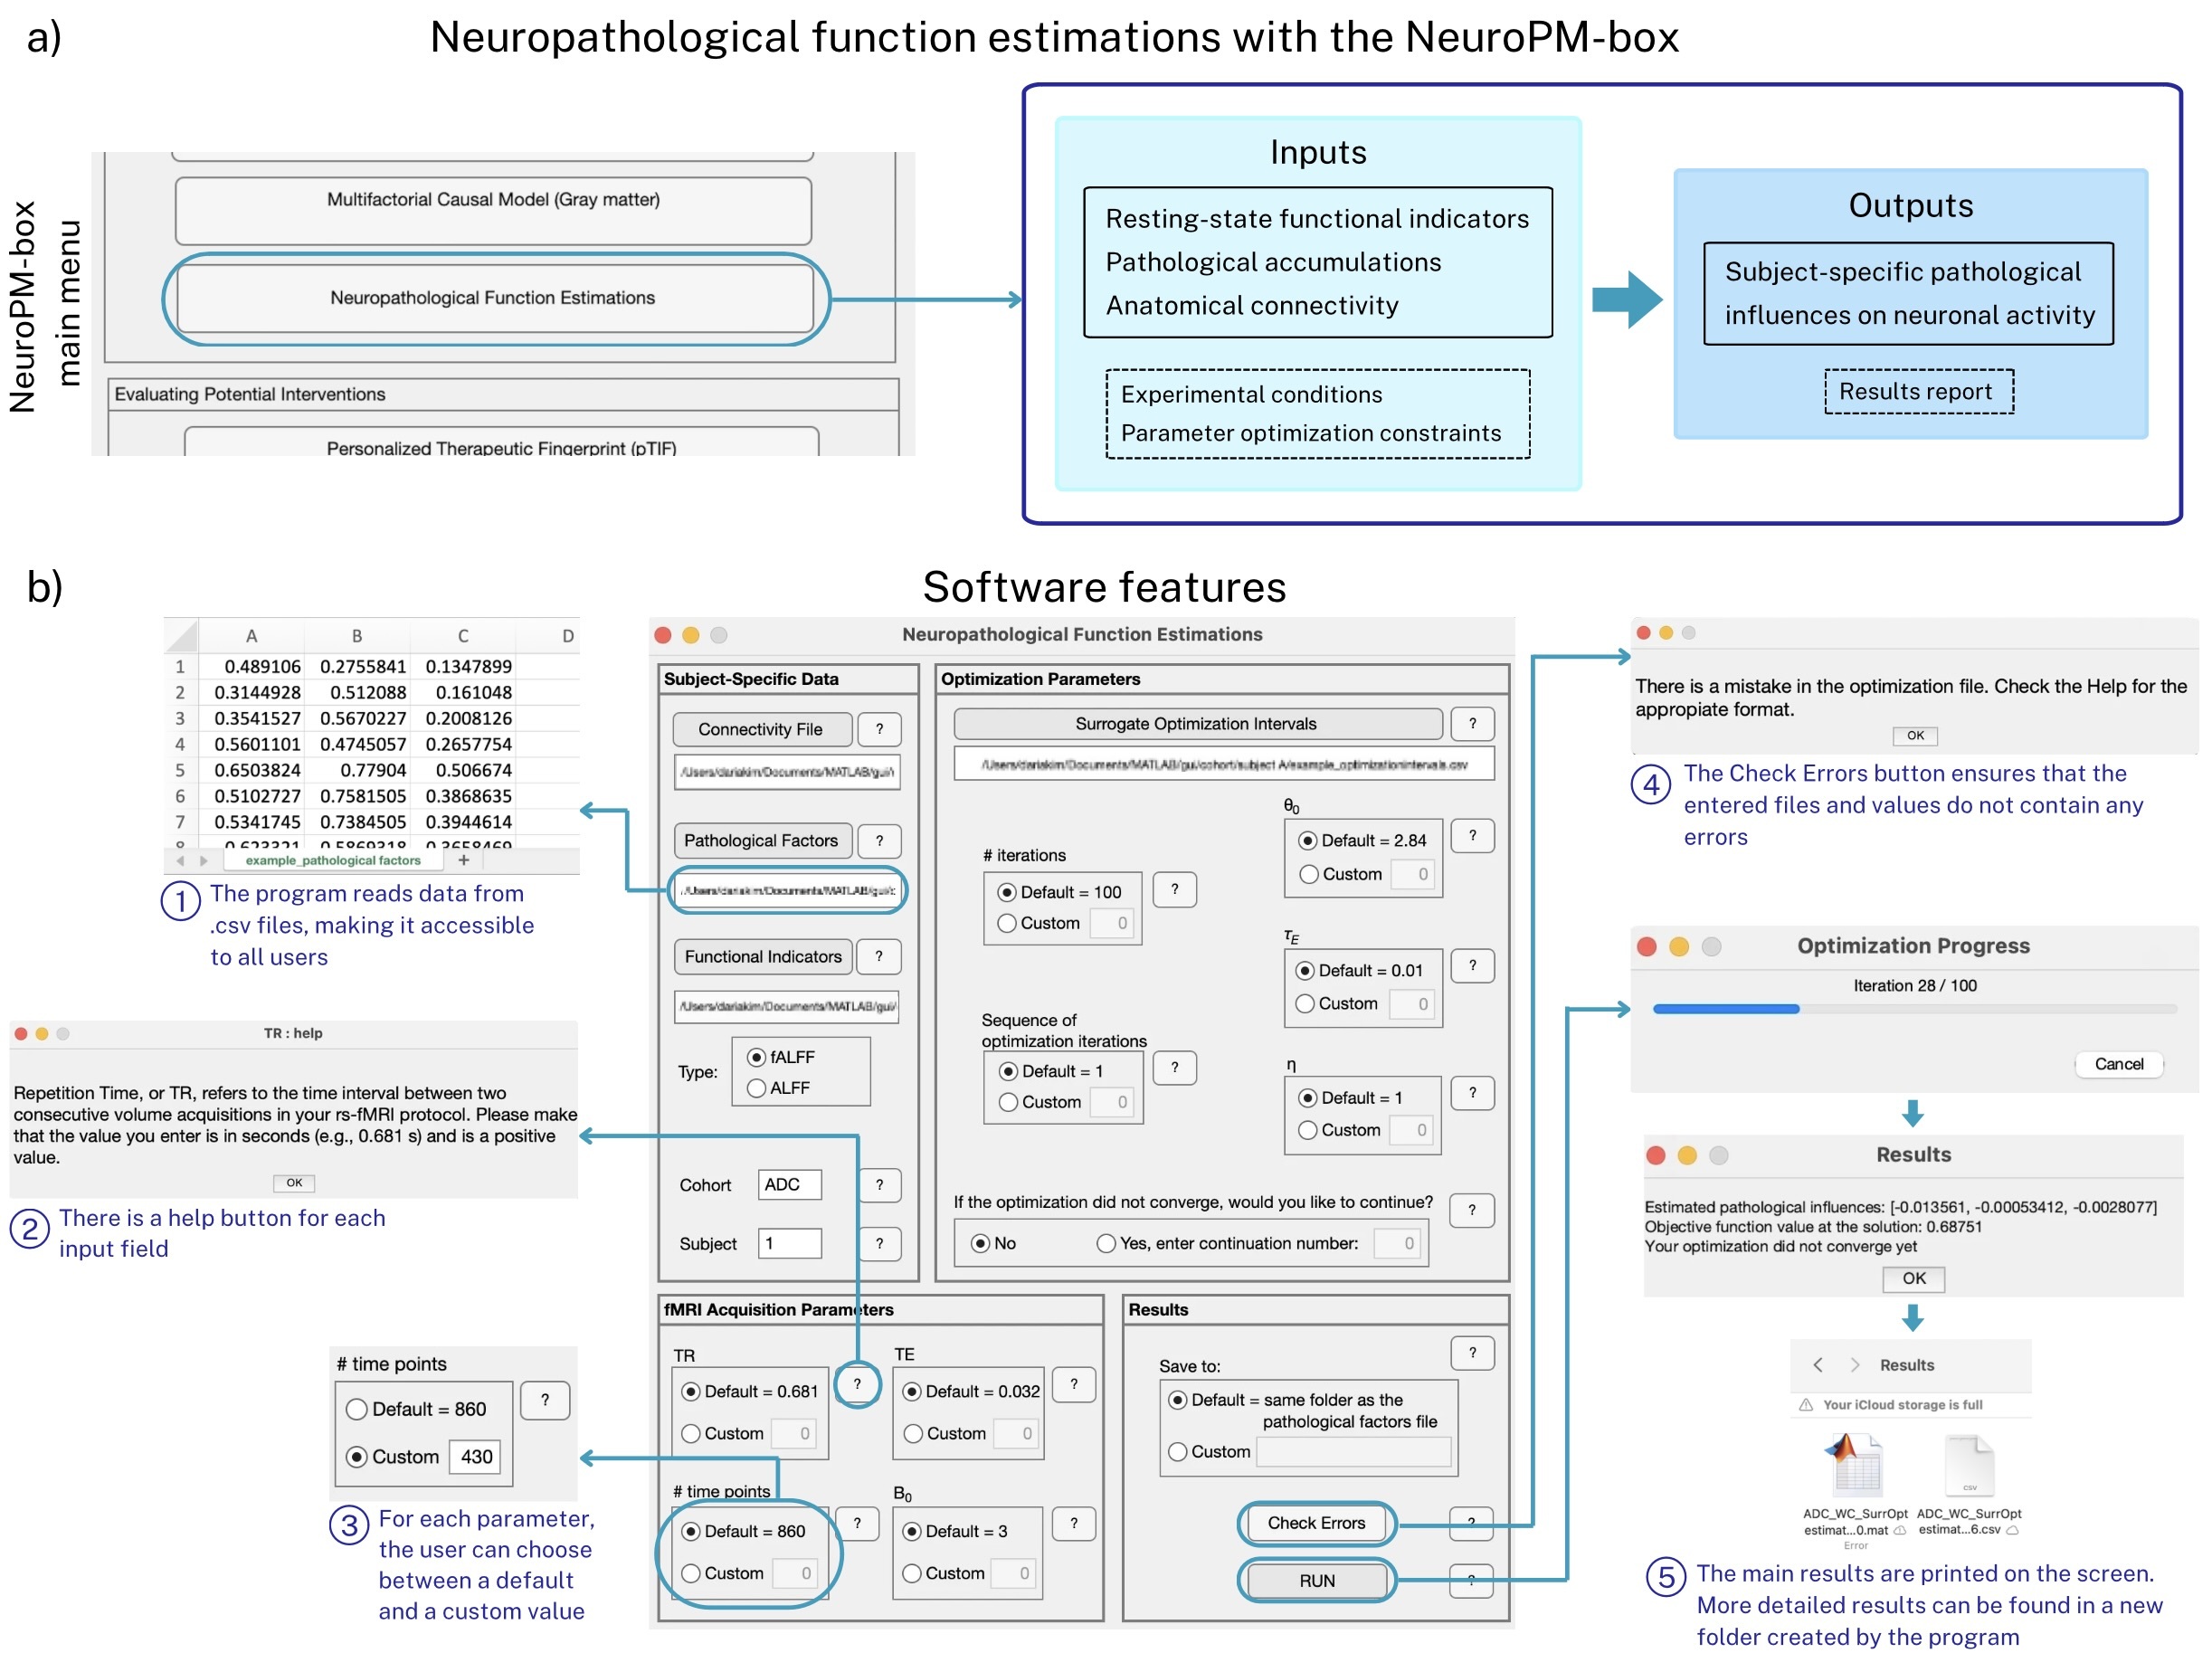 a)
Neuropathological function estimations with the NeuroPM-box
NeuroPM-box
main menu
Multifactorial Causal Model (Gray matter)
Neuropathological Function Estimations
Evaluating Potential Interventions
Personalized Therapeutic Fingerprint (pTIF)
Inputs
Resting-state functional indicators
Pathological accumulations
Anatomical connectivity
Experimental conditions
Parameter optimization constraints
Outputs
Subject-specific pathological
influences on neuronal activity
Results report
b)
Software features
A B C D
1 0.489106 0.2755841 0.1347899
2 0.3144928 0.512088 0.161048
3 0.3541527 0.5670227 0.2008126
4 0.5601101 0.4745057 0.2657754
5 0.6503824 0.77904 0.506674
6 0.5102727 0.7581505 0.3868635
7 0.5341745 0.7384505 0.3944614
example_pathological factors +
1 The program reads data from
.csv files, making it accessible
to all users
TR : help
Repetition Time, or TR, refers to the time interval between two
consecutive volume acquisitions in your rs-fMRI protocol. Please make
that the value you enter is in seconds (e.g., 0.681 s) and is a positive
value.
OK
2 There is a help button for each
input field
# time points
Default = 860 ?
Custom 430
3 For each parameter,
the user can choose
between a default
and a custom value
Neuropathological Function Estimations
Subject-Specific Data
Connectivity File ?
/Users/dariakim/Documents/MATLAB/gui/
Pathological Factors ?
/Users/dariakim/Documents/MATLAB/gui/
Functional Indicators ?
/Users/dariakim/Documents/MATLAB/gui/
Type:
fALFF
ALFF
Cohort ADC ?
Subject 1 ?
Optimization Parameters
Surrogate Optimization Intervals ?
/Users/dariakim/Documents/MATLAB/gui/cohort/subject A/example_optimizationintervals.csv
# iterations
Default = 100 ?
Custom 0
Sequence of
optimization iterations
Default = 1 ?
Custom 0
θ0
Default = 2.84 ?
Custom 0
τE
Default = 0.01 ?
Custom 0
η
Default = 1 ?
Custom 0
If the optimization did not converge, would you like to continue? ?
No Yes, enter continuation number: 0
fMRI Acquisition Parameters
TR
Default = 0.681 ?
Custom 0
TE
Default = 0.032 ?
Custom 0
# time points
Default = 860 ?
Custom 0
B0
Default = 3 ?
Custom 0
Results
?
Save to:
Default = same folder as the
pathological factors file
Custom
Check Errors ?
RUN ?
There is a mistake in the optimization file. Check the Help for the
appropiate format.
OK
4 The Check Errors button ensures that the
entered files and values do not contain any
errors
Optimization Progress
Iteration 28 / 100
Cancel
Results
Estimated pathological influences: [-0.013561, -0.00053412, -0.0028077]
Objective function value at the solution: 0.68751
Your optimization did not converge yet
OK
Results
Your iCloud storage is full
csv
ADC_WC_SurrOpt ADC_WC_SurrOpt
estimat...0.mat estimat...6.csv
Error
5 The main results are printed on the screen.
More detailed results can be found in a new
folder created by the program